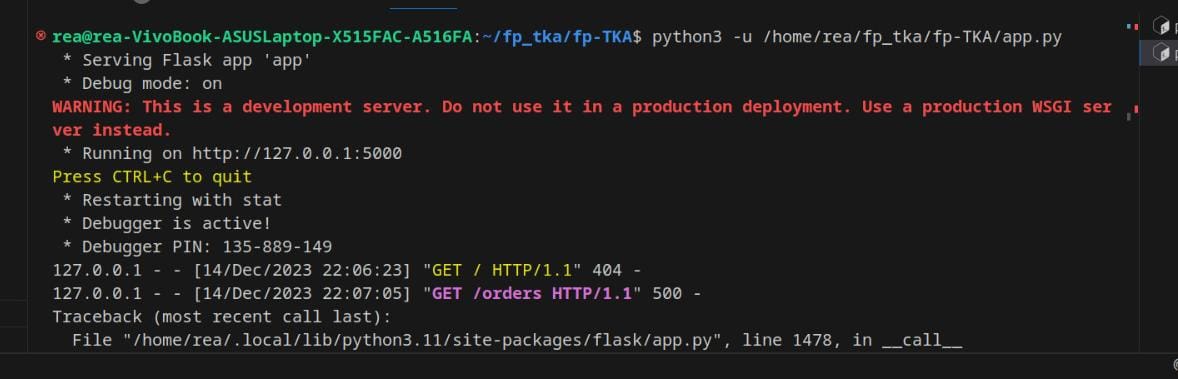 rea@rea-VivoBook-ASUSLaptop-X515FAC-A516FA:~/fp_tka/fp-TKA$ python3 -u /home/rea/fp_tka/fp-TKA/app.py
 * Serving Flask app 'app'
 * Debug mode: on
WARNING: This is a development server. Do not use it in a production deployment. Use a production WSGI ser
ver instead.
 * Running on http://127.0.0.1:5000
Press CTRL+C to quit
 * Restarting with stat
 * Debugger is active!
 * Debugger PIN: 135-889-149
127.0.0.1 - - [14/Dec/2023 22:06:23] "GET / HTTP/1.1" 404 -
127.0.0.1 - - [14/Dec/2023 22:07:05] "GET /orders HTTP/1.1" 500 -
Traceback (most recent call last):
  File "/home/rea/.local/lib/python3.11/site-packages/flask/app.py", line 1478, in __call__